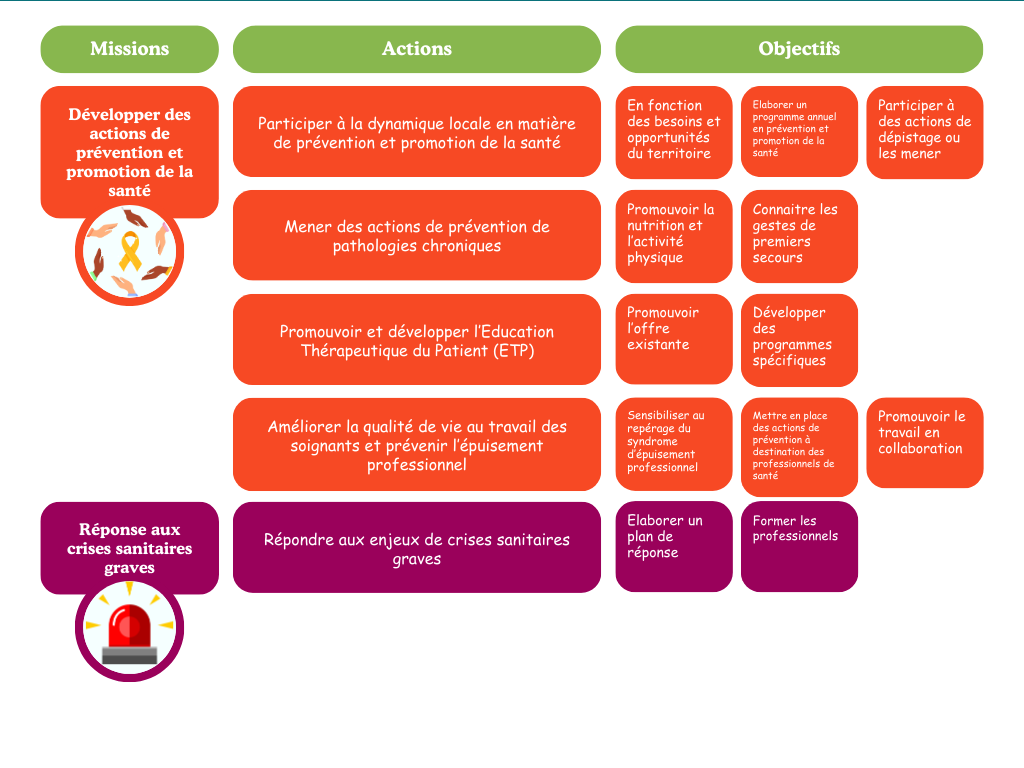 Missions
Actions
Objectifs
Développer des
actions de
prévention et
promotion de la
santé
Participer à la dynamique locale en matière
de prévention et promotion de la santé
En fonction
des besoins et
opportunités
du territoire
Elaborer un
programme annuel
en prévention et
promotion de la
santé
Participer à
des actions de
dépistage ou
les mener
Mener des actions de prévention de
pathologies chroniques
Promouvoir la
nutrition et
l'activité
physique
Connaitre les
gestes de
premiers
secours
Promouvoir et développer l'Education
Thérapeutique du Patient (ETP)
Promouvoir
l'offre
existante
Développer
des
programmes
spécifiques
Améliorer la qualité de vie au travail des
soignants et prévenir l'épuisement
professionnel
Sensibiliser au
repérage du
syndrome
d'épuisement
professionnel
Mettre en place
des actions de
prévention à
destination des
professionnels de
santé
Promouvoir le
travail en
collaboration
Réponse aux
crises sanitaires
graves
Répondre aux enjeux de crises sanitaires
graves
Elaborer un
plan de
réponse
Former les
professionnels